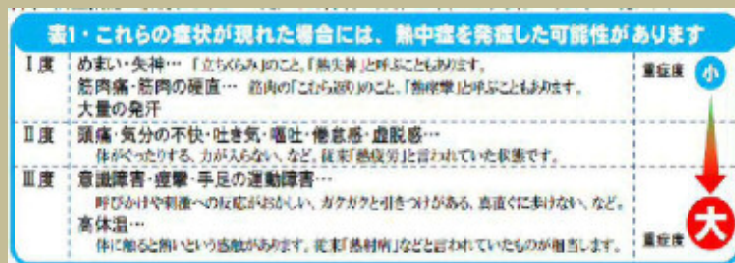 表1・これらの症状が現れた場合には、熱中症を発症した可能性があります
Ⅰ度 めまい・失神… 「立ちくらみ」のこと。「熱失神」と呼ぶこともあります。 重症度 小
筋肉痛・筋肉の硬直… 筋肉の「こむら返り」のこと。「熱痙攣」と呼ぶこともあります。
大量の発汗
Ⅱ度 頭痛・気分の不快・吐き気・嘔吐・倦怠感・虚脱感…
体がぐったりする、力が入らない、など。従来「熱疲労」と言われていた状態です。
Ⅲ度 意識障害・痙攣・手足の運動障害…
呼びかけや刺激への反応がおかしい、ガクガクと引きつけがある、真直ぐに歩けない、など。
高体温…
体に触ると熱いという感触があります。従来「熱射病」などと言われていたものが相当します。 重症度 大